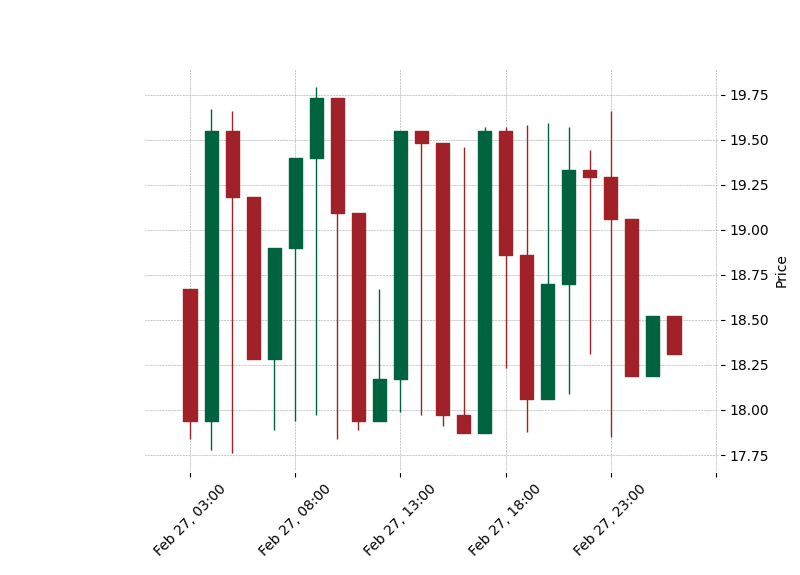 19.75
19.50
19.25
19.00
18.75
18.50
18.25
18.00
17.75
Price
Feb 27, 03:00
Feb 27, 08:00
Feb 27, 13:00
Feb 27, 18:00
Feb 27, 23:00